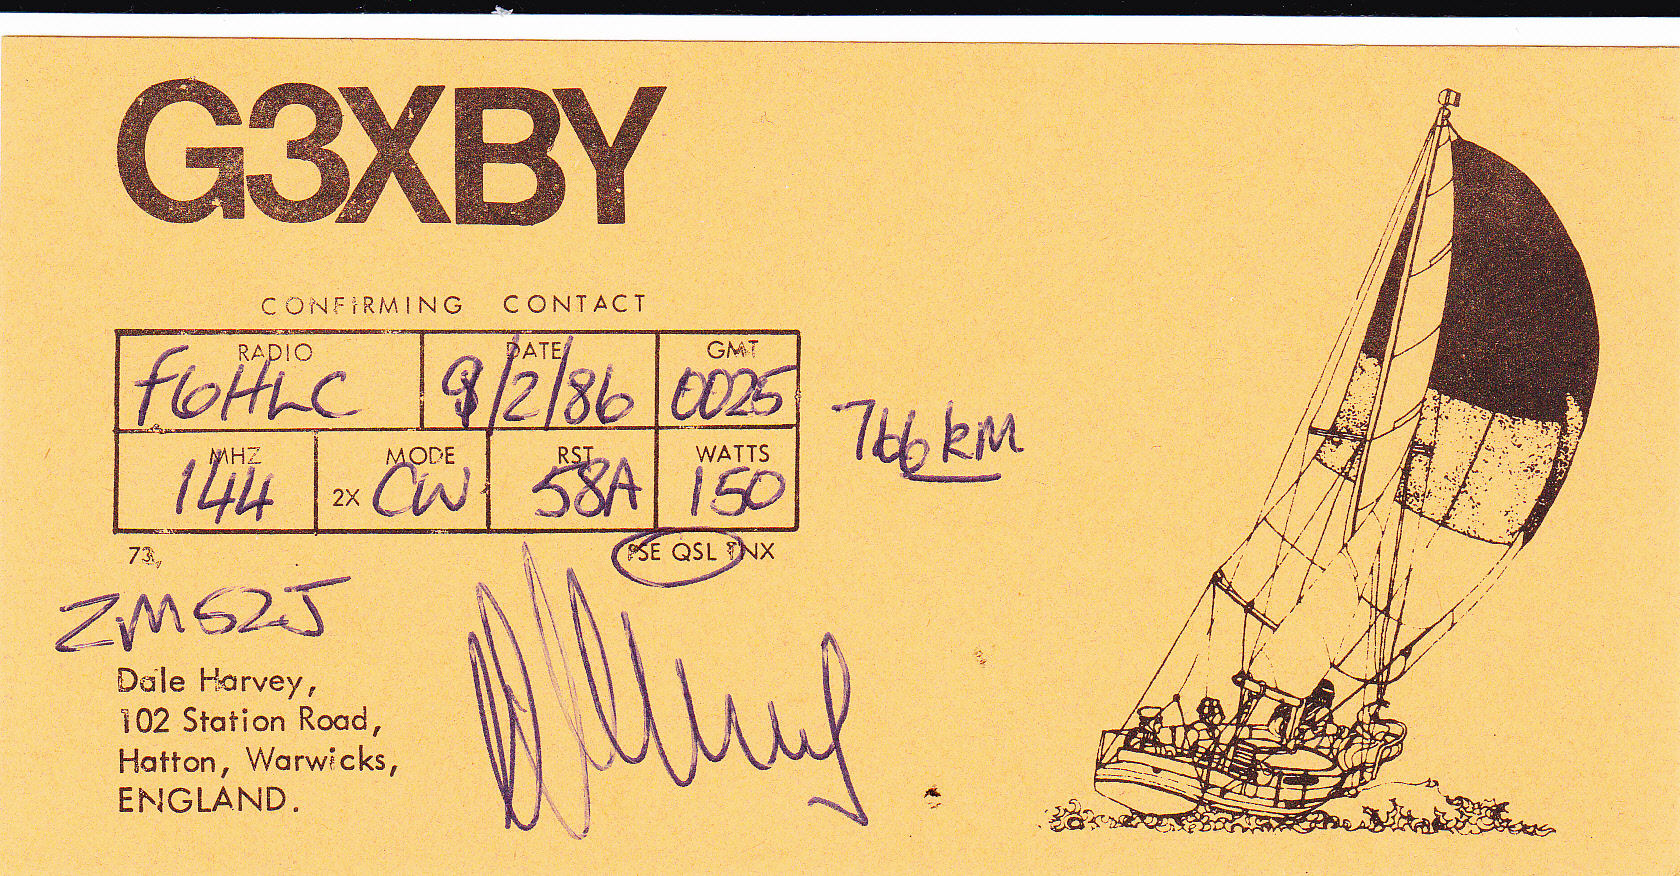 G3XBY
CONFIRMING CONTACT
RADIO DATE GMT
F6HLC 9/2/86 0025
766 KM
MHZ MODE RST WATTS
144 2X CW 58A 150
73, PSE QSL TNX
ZM52J
Dale Harvey,
102 Station Road,
Hatton, Warwicks,
ENGLAND.